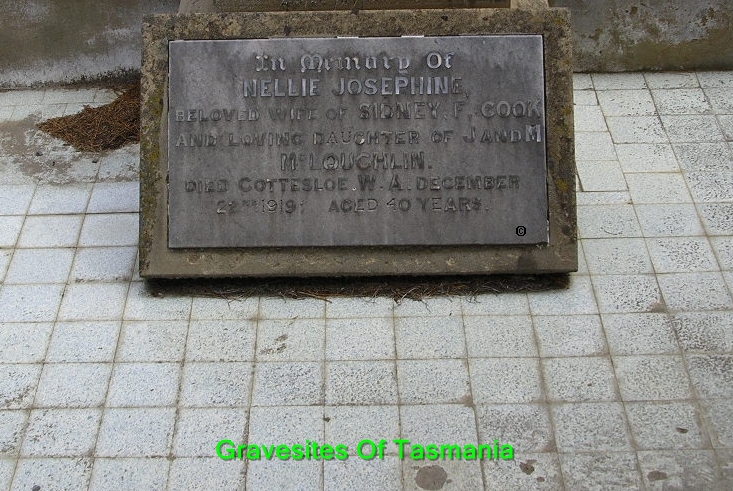 In Memory Of
NELLIE JOSEPHINE,
BELOVED WIFE OF SIDNEY. F. COOK
AND LOVING DAUGHTER OF J AND M
McLOUGHLIN.
DIED COTTESLOE. W. A. DECEMBER
1919. AGED 40 YEARS.
©
Gravesites Of Tasmania